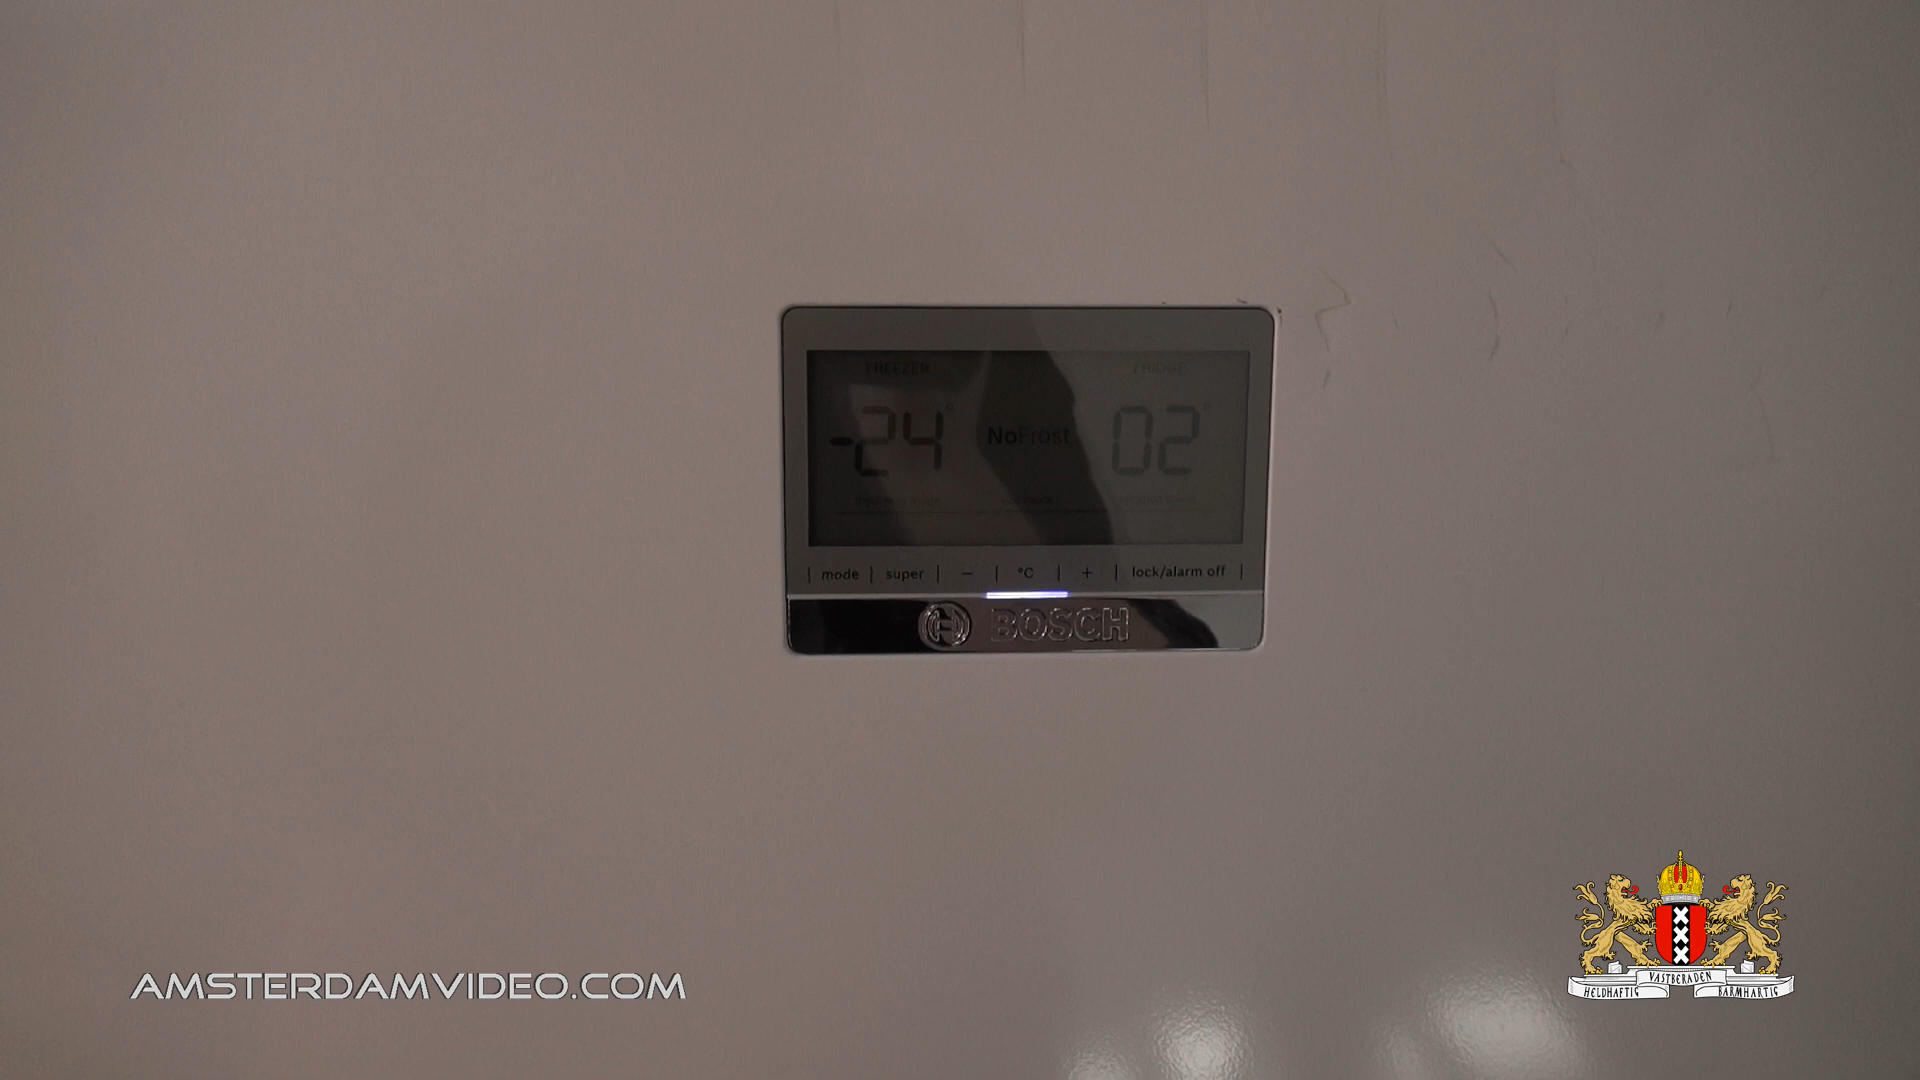 FREEZER FRIDGE
-24° NoFrost 02°
mode super - °C + lock/alarm off
BOSCH
AMSTERDAMVIDEO.COM
VASTBERADEN
HELDHAFTIG BARMHARTIG